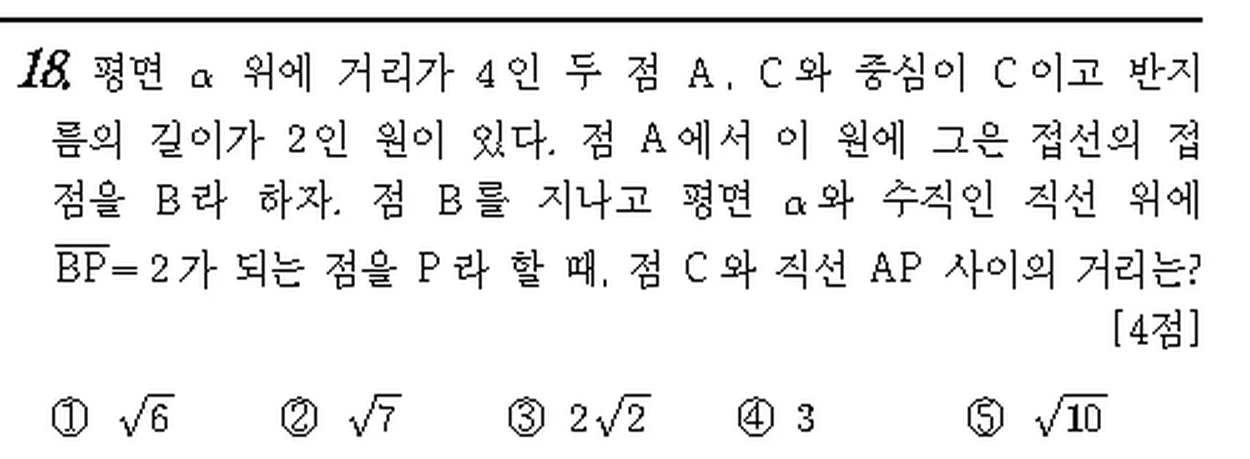 18. 평면 α 위에 거리가 4인 두 점 A, C와 중심이 C이고 반지
름의 길이가 2인 원이 있다. 점 A에서 이 원에 그은 접선의 접
점을 B라 하자. 점 B를 지나고 평면 α와 수직인 직선 위에
B̅P̅=2가 되는 점을 P라 할 때, 점 C와 직선 AP 사이의 거리는?
[4점]
① √6 ② √7 ③ 2√2 ④ 3 ⑤ √10